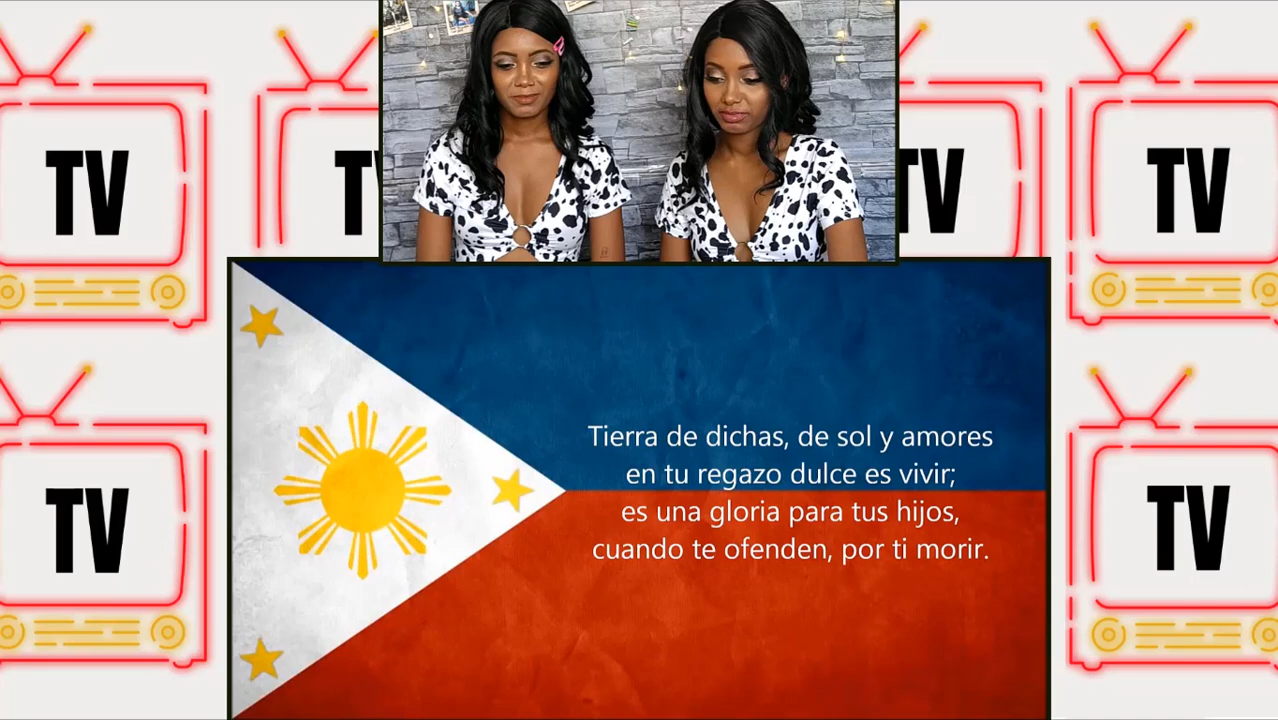 TV
TV
TV
TV
Tierra de dichas, de sol y amores
en tu regazo dulce es vivir;
es una gloria para tus hijos,
cuando te ofenden, por ti morir.
TV
TV